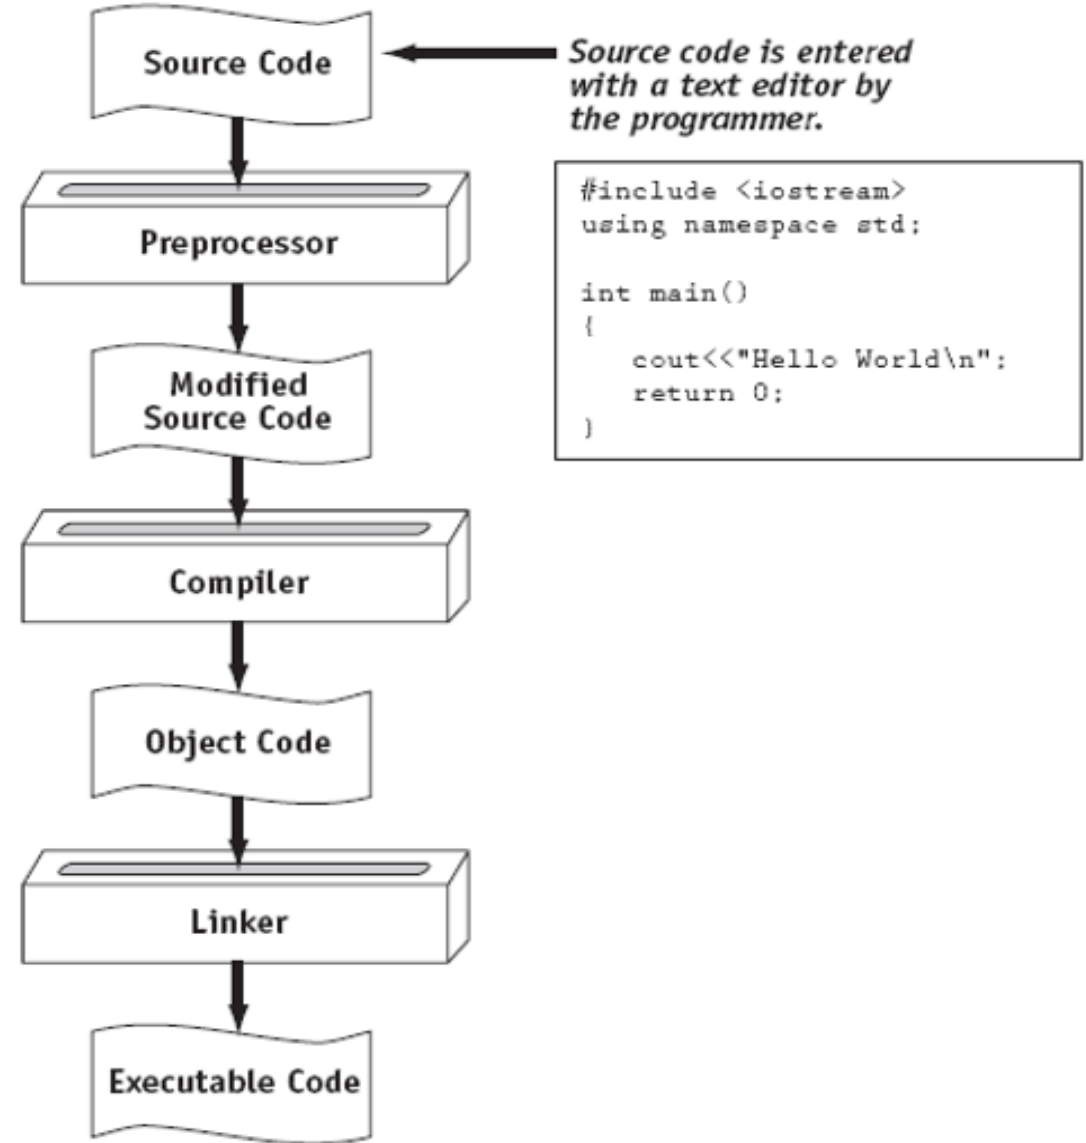 Source Code
Source code is entered
with a text editor by
the programmer.
Preprocessor
#include <iostream>
using namespace std;
int main()
{
cout<<"Hello World\n";
return 0;
}
Modified
Source Code
Compiler
Object Code
Linker
Executable Code